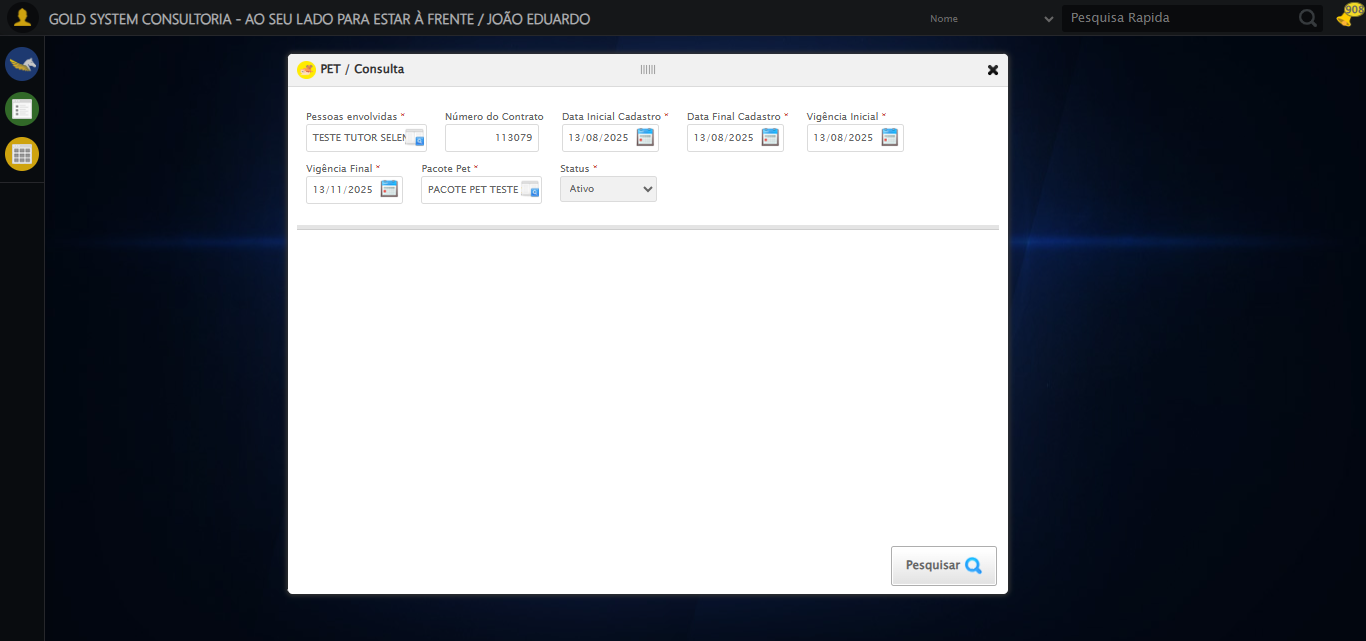 GOLD SYSTEM CONSULTORIA - AO SEU LADO PARA ESTAR À FRENTE / JOÃO EDUARDO
Nome
Pesquisa Rapida
908
PET / Consulta
Pessoas envolvidas * Número do Contrato Data Inicial Cadastro * Data Final Cadastro * Vigência Inicial *
TESTE TUTOR SELEN 113079 13/08/2025 13/08/2025 13/08/2025
Vigência Final * Pacote Pet * Status *
13/11/2025 PACOTE PET TESTE Ativo
Pesquisar